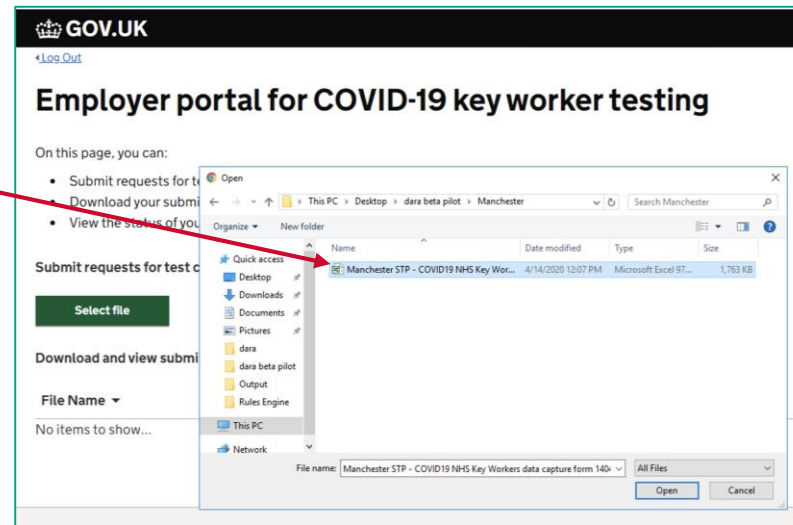 GOV.UK
Log Out
Employer portal for COVID-19 key worker testing
On this page, you can:
• Submit requests for te
• Download your submi
• View the status of you
Submit requests for test c
Select file
Download and view submi
File Name
No items to show...
Open
This PC > Desktop > dara beta pilot > Manchester
Search Manchester
Organize
New folder
Name
Date modified
Type
Size
Quick access
Desktop
Downloads
Documents
Pictures
dara
dara beta pilot
Output
Rules Engine
This PC
Network
Manchester STP - COVID19 NHS Key Wor...
4/14/2020 12:07 PM
Microsoft Excel 97...
1,763 KB
File name:
Manchester STP - COVID19 NHS Key Workers data capture form 140
All Files
Open
Cancel